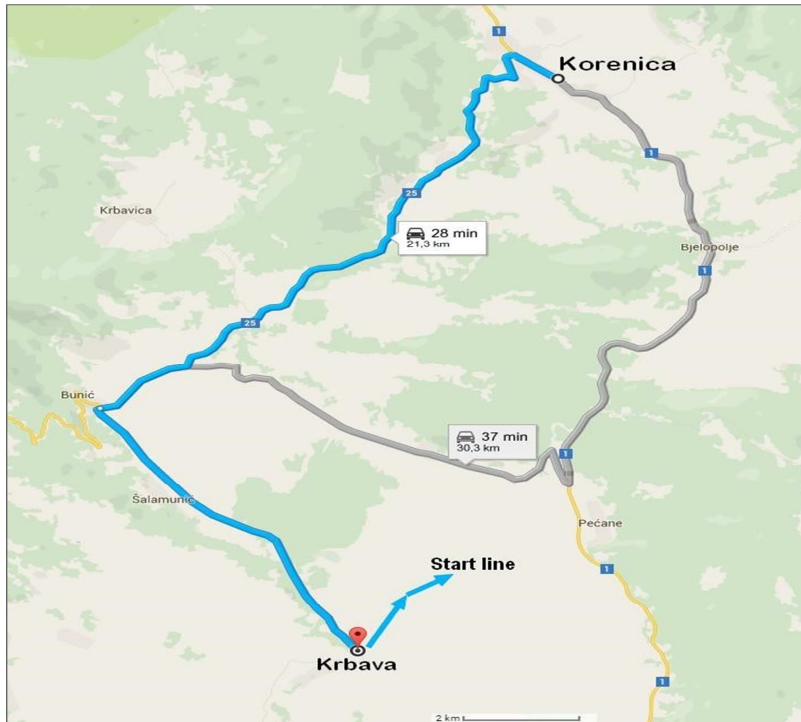 1
Korenica
1
25
Krbavica
28 min
21,3 km
Bjelopolje
1
25
Bunić
37 min
30,3 km
1
Šalamunić
Pećane
Start line
1
Krbava
1
2 km